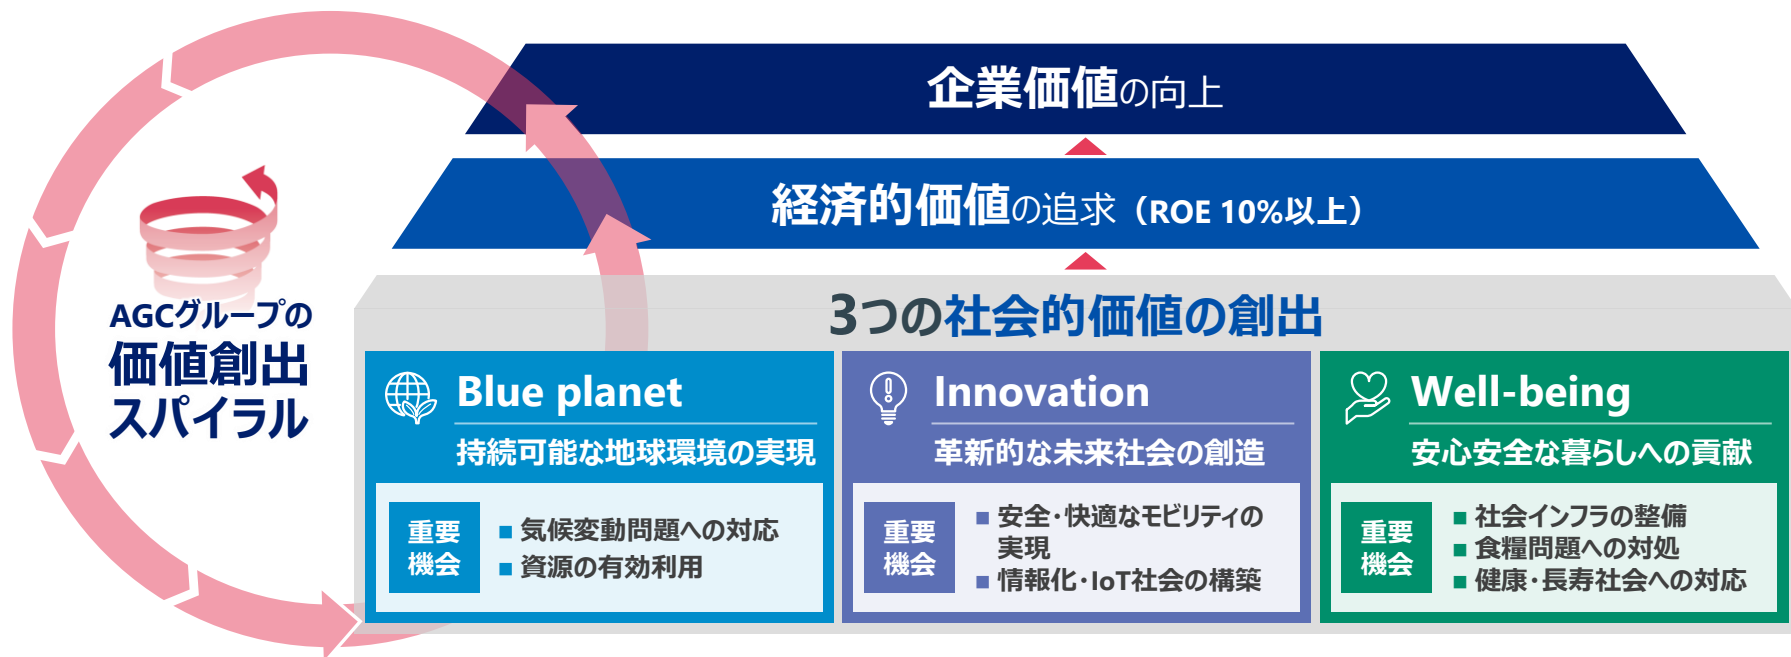 企業価値の向上
経済的価値の追求（ROE 10%以上）
AGCグループの
価値創出
スパイラル
3つの社会的価値の創出
Blue planet
持続可能な地球環境の実現
重要
機会
■ 気候変動問題への対応
■ 資源の有効利用
Innovation
革新的な未来社会の創造
重要
機会
■ 安全・快適なモビリティの
実現
■ 情報化・IoT社会の構築
Well-being
安心安全な暮らしへの貢献
重要
機会
■ 社会インフラの整備
■ 食糧問題への対処
■ 健康・長寿社会への対応